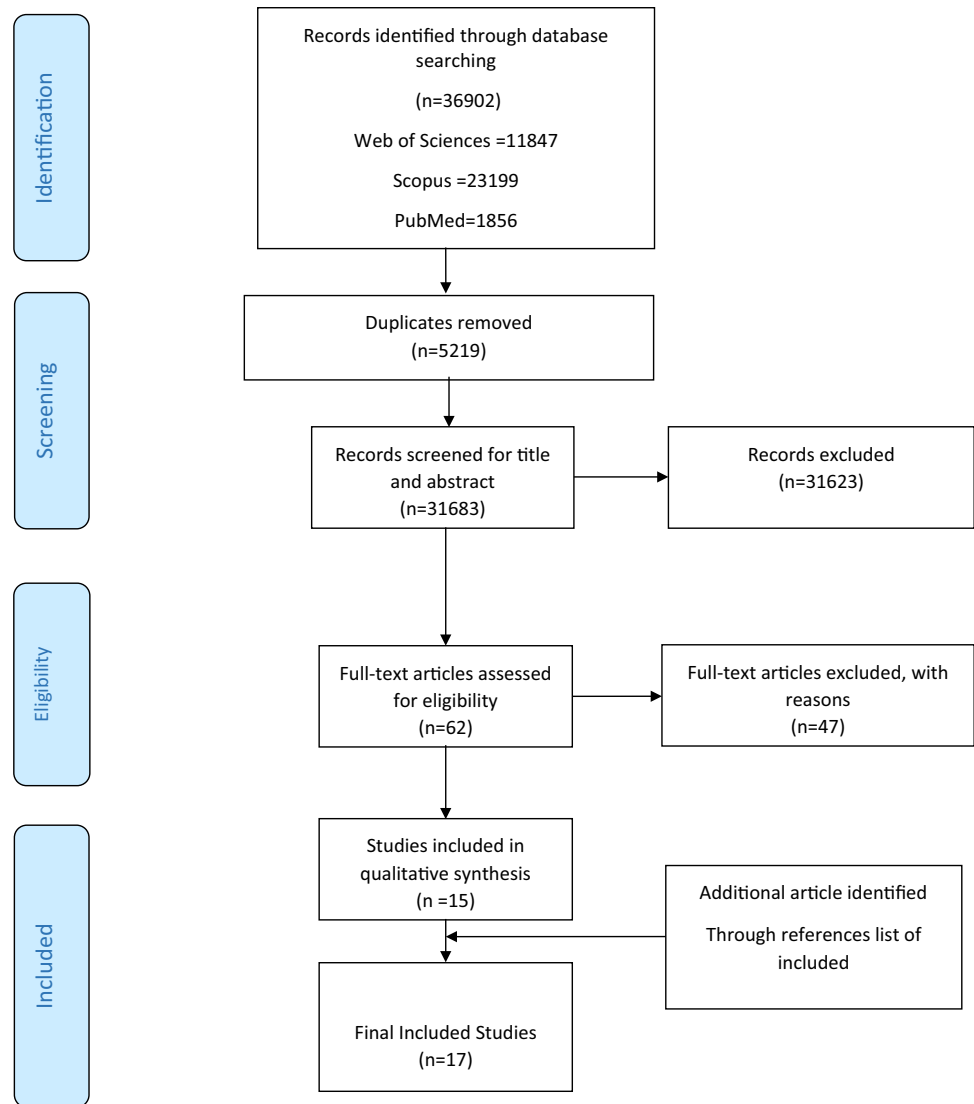 Identification
Records identified through database
searching
(n=36902)
Web of Sciences =11847
Scopus =23199
PubMed=1856
Screening
Duplicates removed
(n=5219)
Records screened for title
and abstract
(n=31683)
Records excluded
(n=31623)
Eligibility
Full-text articles assessed
for eligibility
(n=62)
Full-text articles excluded, with
reasons
(n=47)
Included
Studies included in
qualitative synthesis
(n =15)
Additional article identified
Through references list of
included
Final Included Studies
(n=17)